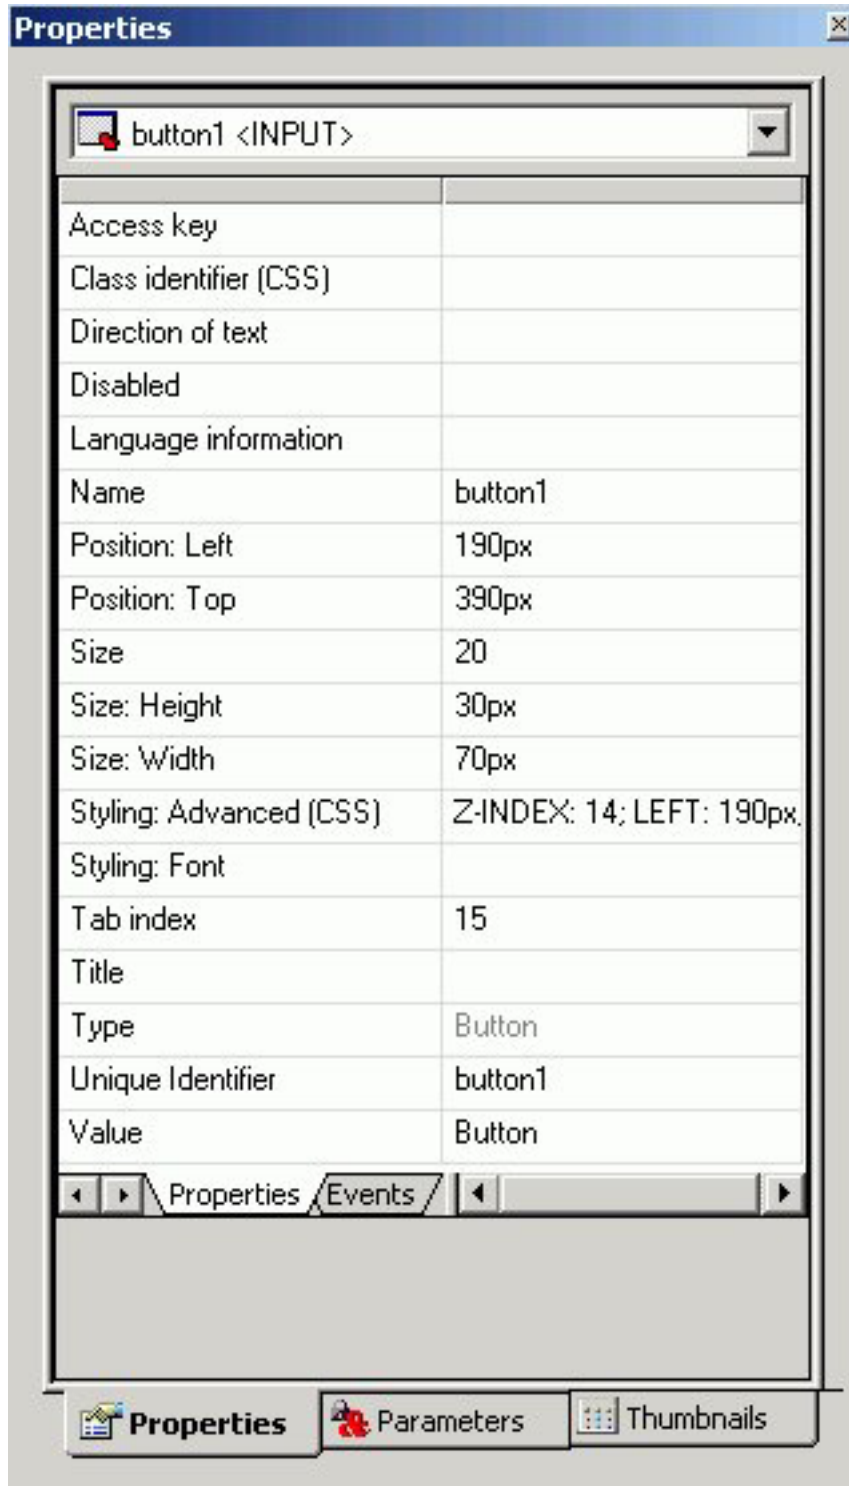 Properties
button1 <INPUT>
Access key
Class identifier (CSS)
Direction of text
Disabled
Language information
Name button1
Position: Left 190px
Position: Top 390px
Size 20
Size: Height 30px
Size: Width 70px
Styling: Advanced (CSS) Z-INDEX: 14; LEFT: 190px,
Styling: Font
Tab index 15
Title
Type Button
Unique Identifier button1
Value Button
Properties Events
Properties Parameters Thumbnails